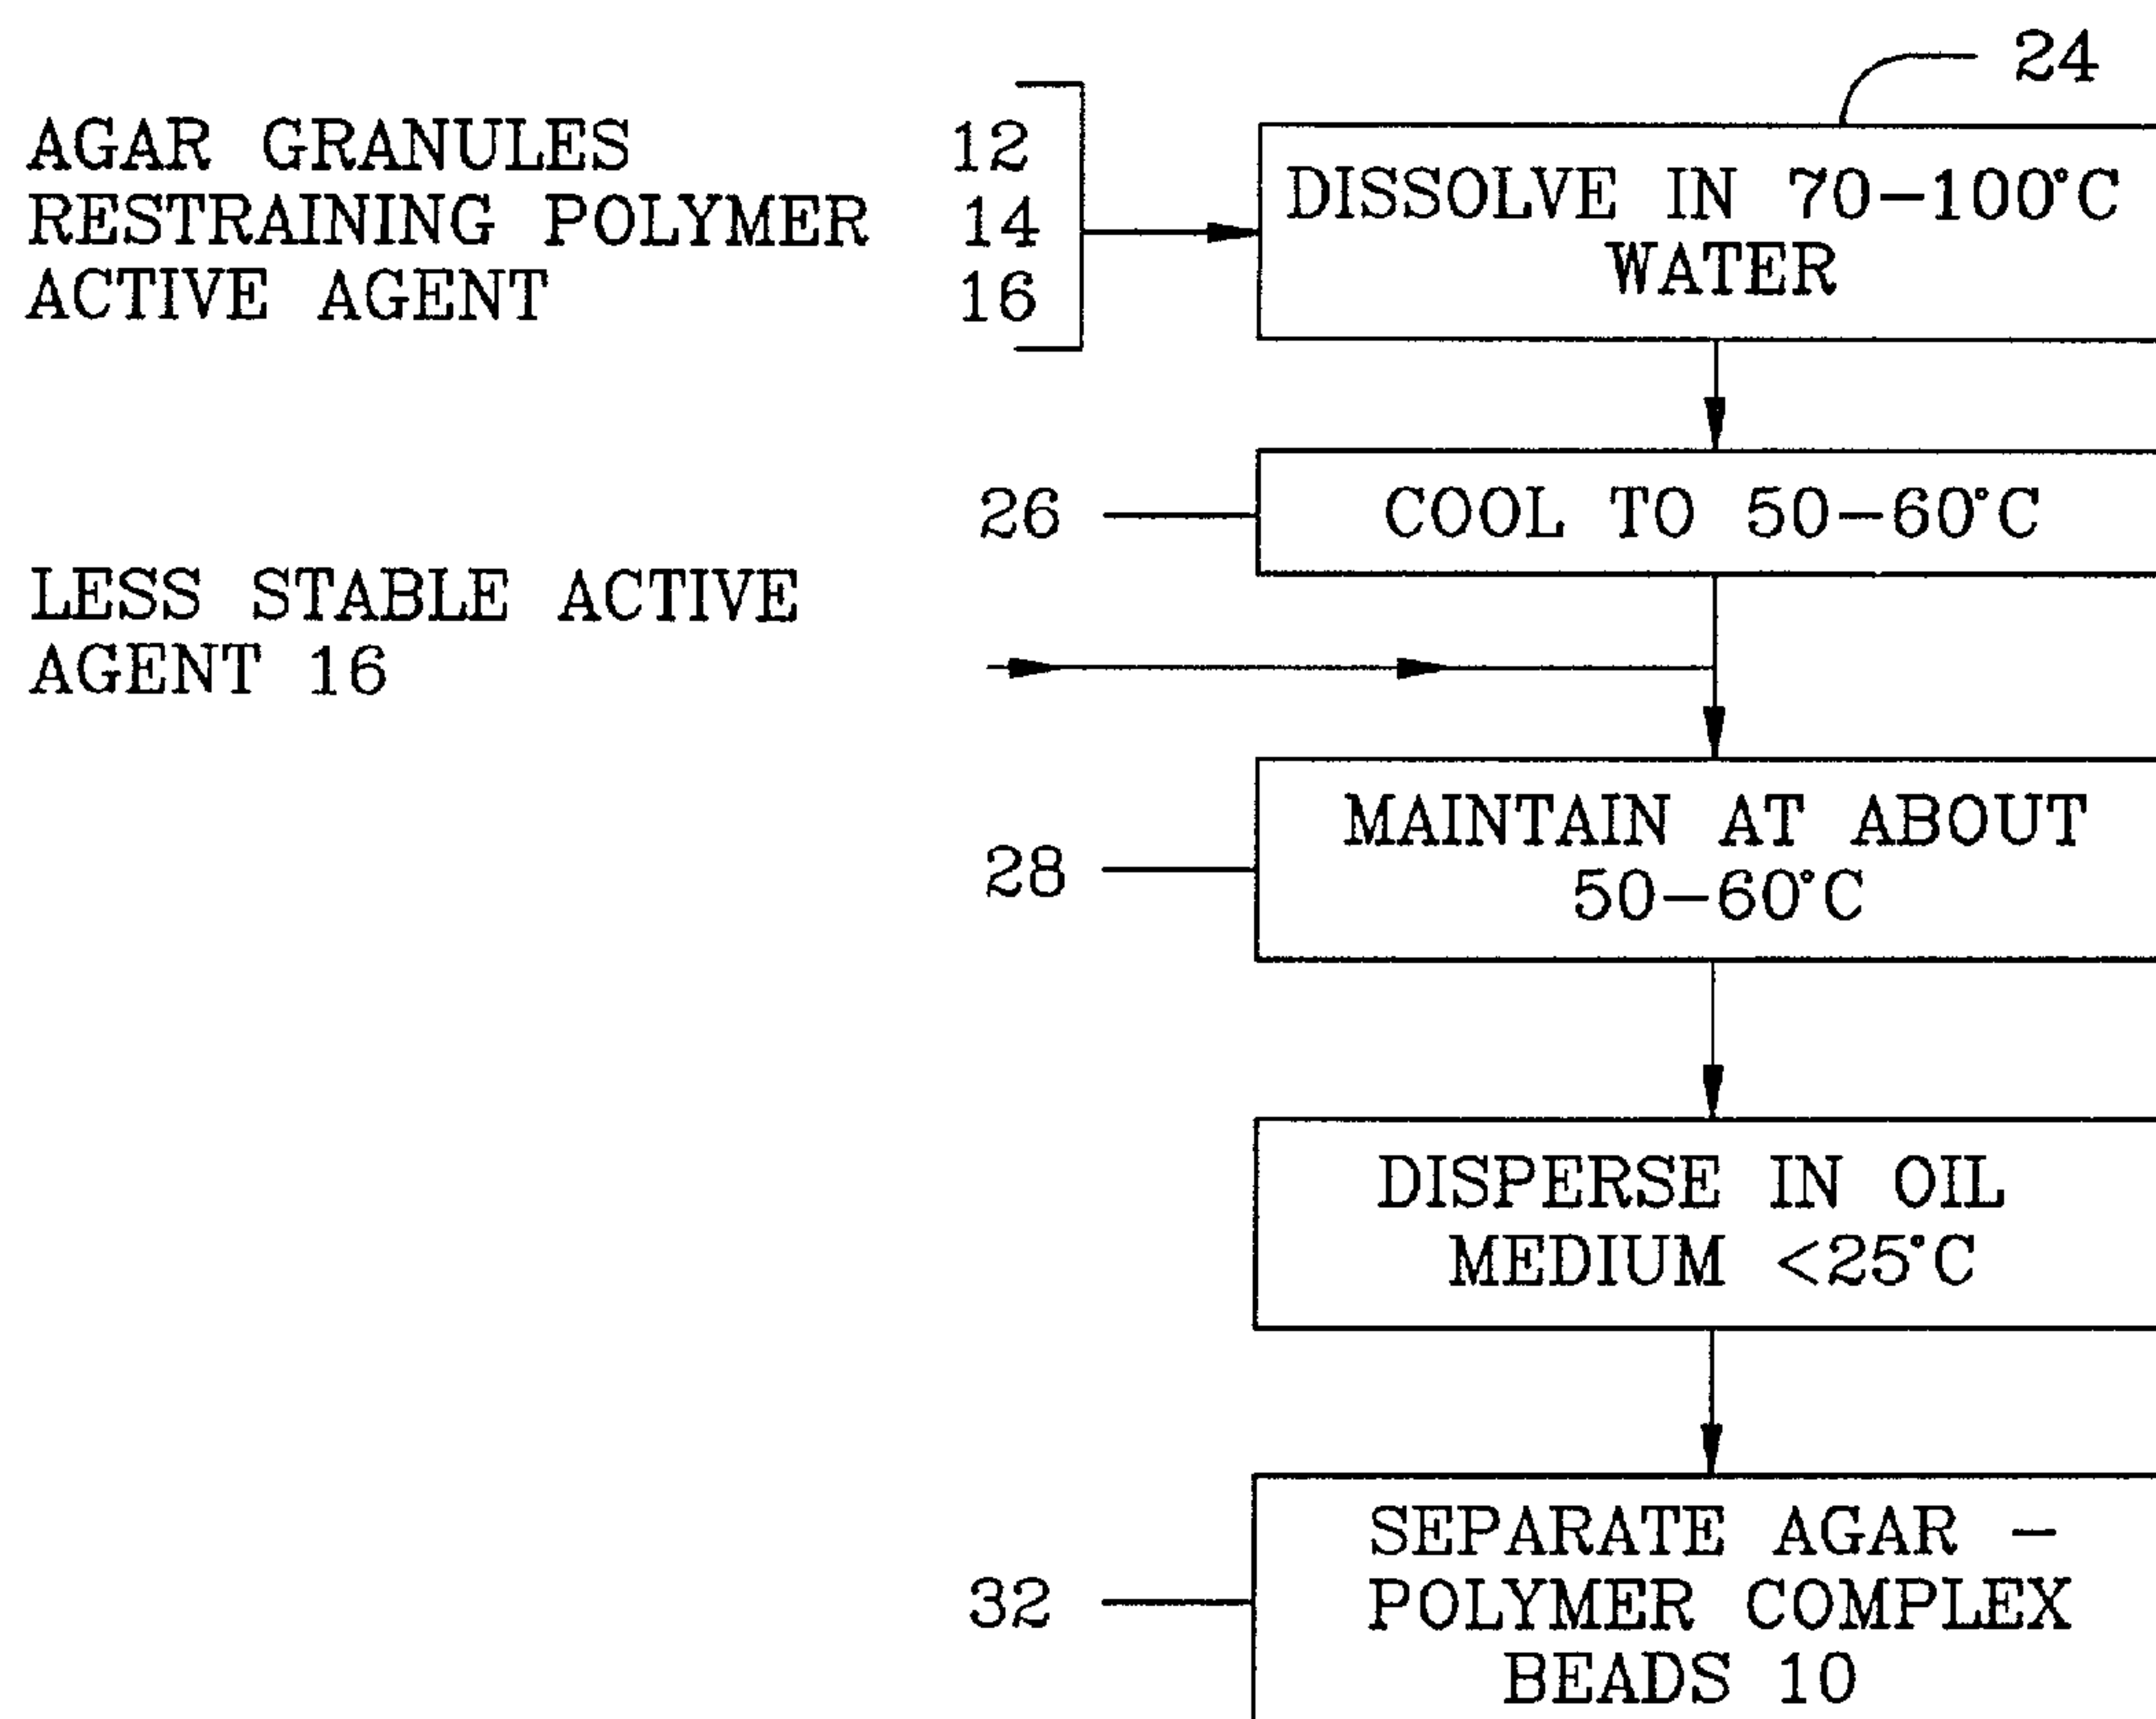 24
AGAR GRANULES 12
RESTRAINING POLYMER 14
ACTIVE AGENT 16
DISSOLVE IN 70-100°C
WATER
26
COOL TO 50-60°C
LESS STABLE ACTIVE
AGENT 16
28
MAINTAIN AT ABOUT
50-60°C
DISPERSE IN OIL
MEDIUM <25°C
32
SEPARATE AGAR -
POLYMER COMPLEX
BEADS 10